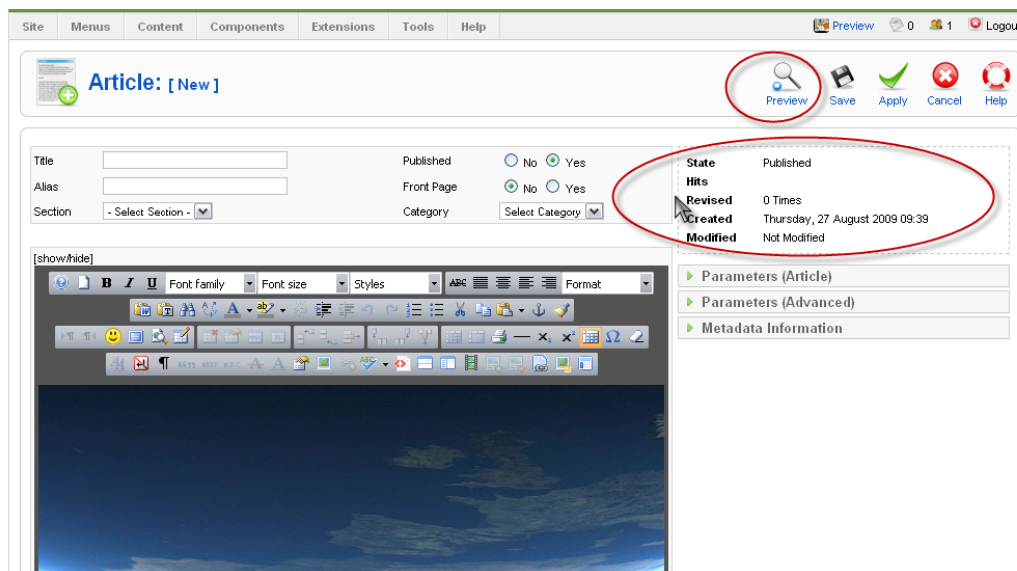 Site Menus Content Components Extensions Tools Help Preview 0 1 Logou
Article: [ New ]
Preview Save Apply Cancel Help
Title Published No Yes
Alias Front Page No Yes
Section - Select Section - Category Select Category
State Published
Hits
Revised 0 Times
Created Thursday, 27 August 2009 09:39
Modified Not Modified
Parameters (Article)
Parameters (Advanced)
Metadata Information
[show/hide]
B I U Font family Font size Styles ABC Format